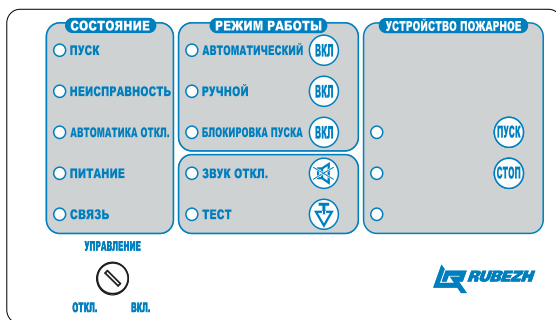 СОСТОЯНИЕ
ПУСК
НЕИСПРАВНОСТЬ
АВТОМАТИКА ОТКЛ.
ПИТАНИЕ
СВЯЗЬ
РЕЖИМ РАБОТЫ
АВТОМАТИЧЕСКИЙ ВКЛ
РУЧНОЙ ВКЛ
БЛОКИРОВКА ПУСКА ВКЛ
ЗВУК ОТКЛ.
ТЕСТ
УСТРОЙСТВО ПОЖАРНОЕ
ПУСК
СТОП
УПРАВЛЕНИЕ
ОТКЛ. ВКЛ.
RUBEZH